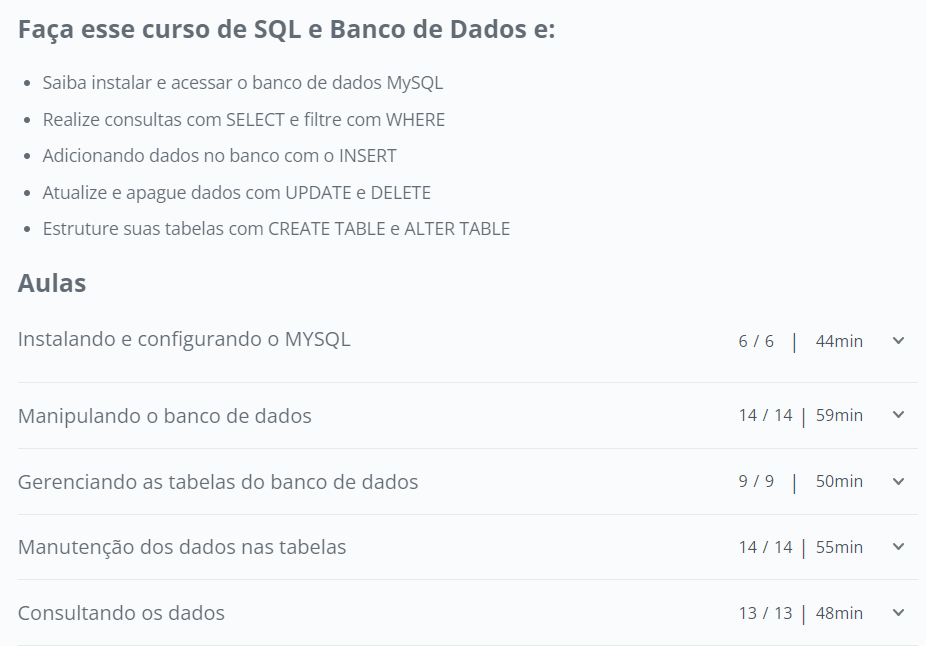 Faça esse curso de SQL e Banco de Dados e:
• Saiba instalar e acessar o banco de dados MySQL
• Realize consultas com SELECT e filtre com WHERE
• Adicionando dados no banco com o INSERT
• Atualize e apague dados com UPDATE e DELETE
• Estruture suas tabelas com CREATE TABLE e ALTER TABLE
Aulas
Instalando e configurando o MYSQL 6 / 6 | 44min
Manipulando o banco de dados 14 / 14 | 59min
Gerenciando as tabelas do banco de dados 9 / 9 | 50min
Manutenção dos dados nas tabelas 14 / 14 | 55min
Consultando os dados 13 / 13 | 48min